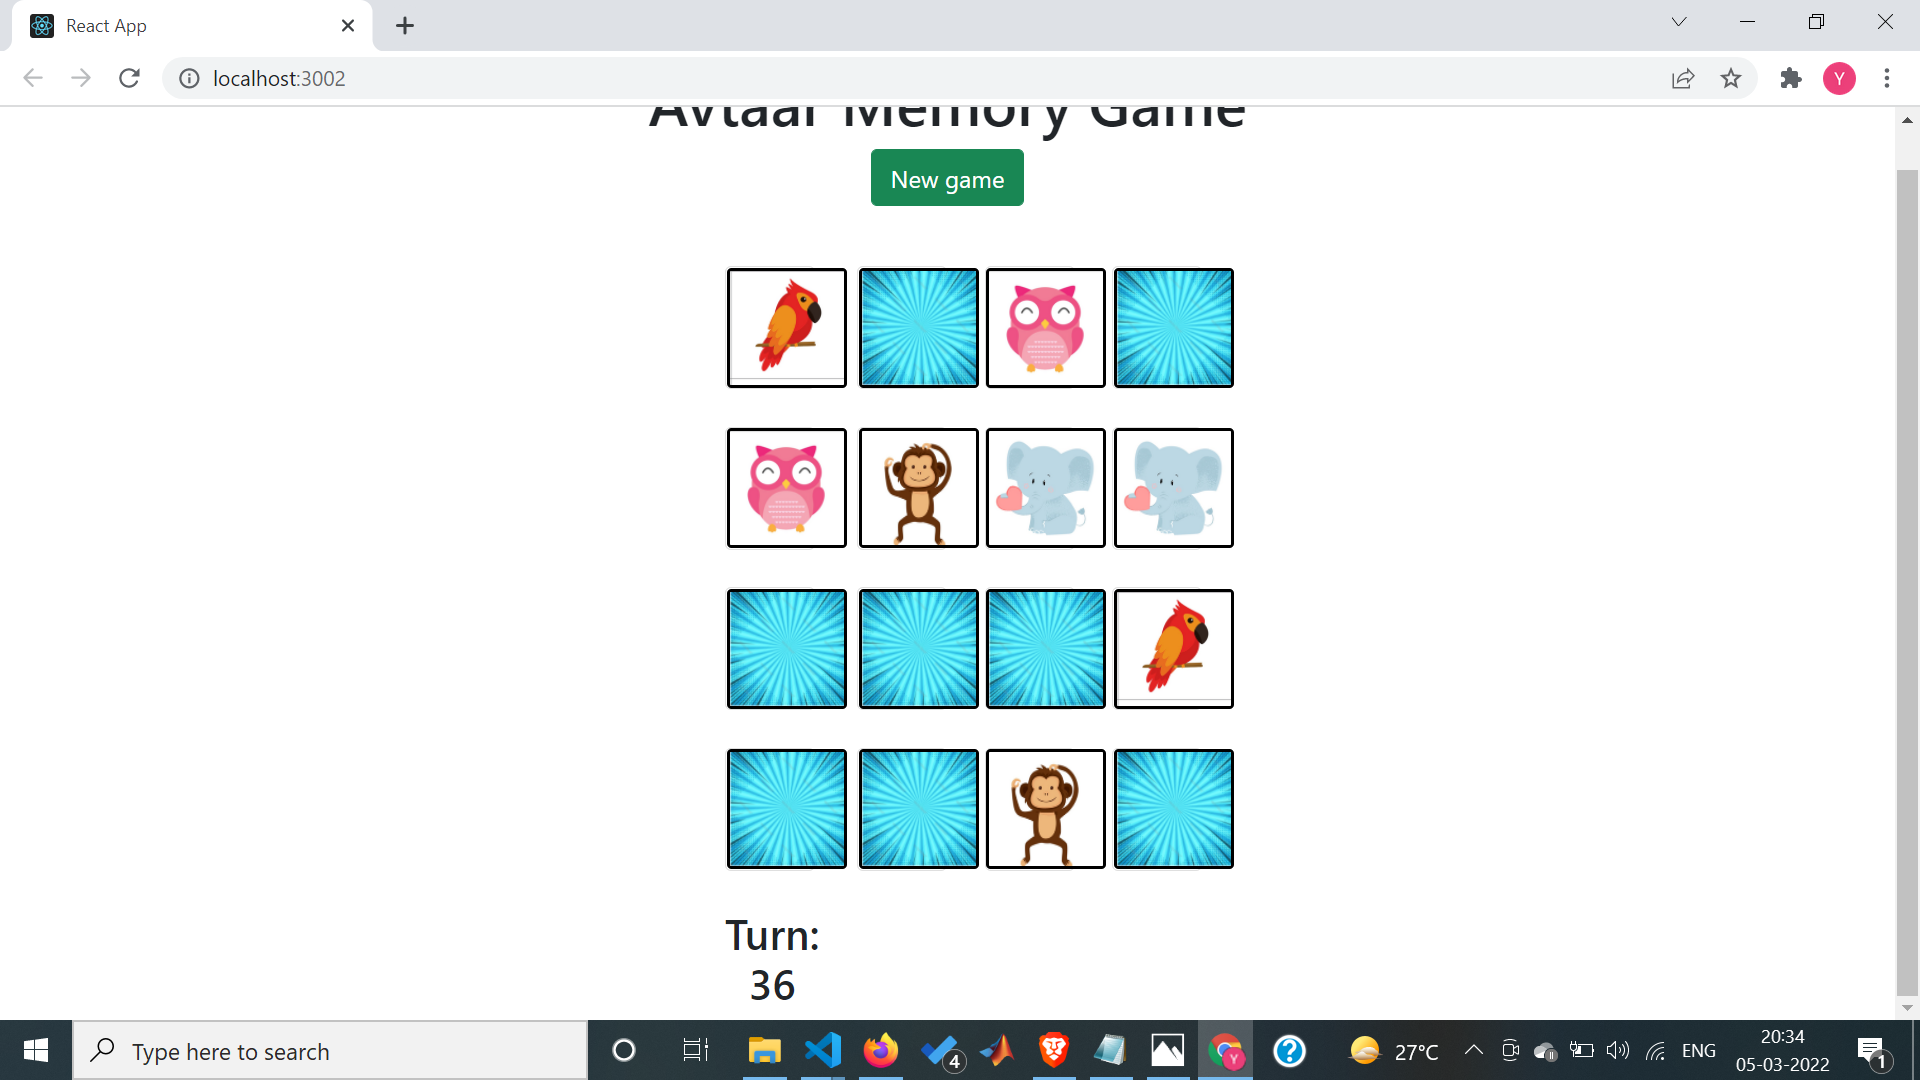 React App
localhost:3002
Y
Avtaar Memory Game
New game
Turn:
36
Type here to search
4
Y
?
27°C
ENG
20:34
05-03-2022
1